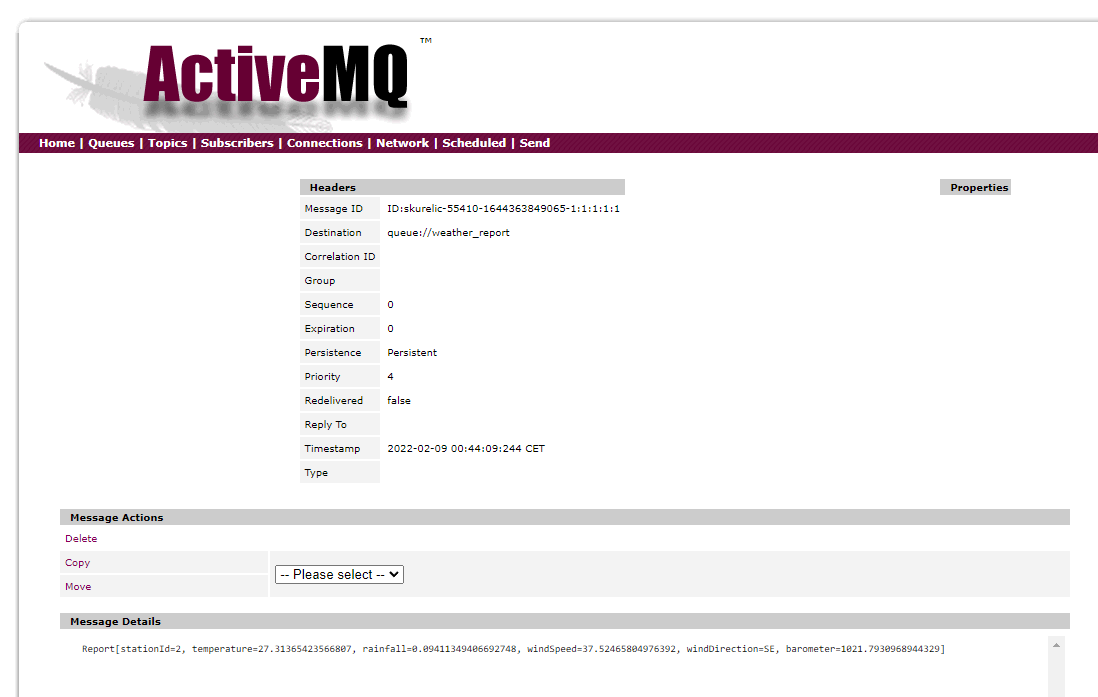 ActiveMQ™
Home | Queues | Topics | Subscribers | Connections | Network | Scheduled | Send
Headers
Message ID ID:skurelic-55410-1644363849065-1:1:1:1:1
Destination queue://weather_report
Correlation ID
Group
Sequence 0
Expiration 0
Persistence Persistent
Priority 4
Redelivered false
Reply To
Timestamp 2022-02-09 00:44:09:244 CET
Type
Properties
Message Actions
Delete
Copy
-- Please select --
Move
Message Details
Report[stationId=2, temperature=27.31365423566807, rainfall=0.09411349406692748, windSpeed=37.52465804976392, windDirection=SE, barometer=1021.7930968944329]